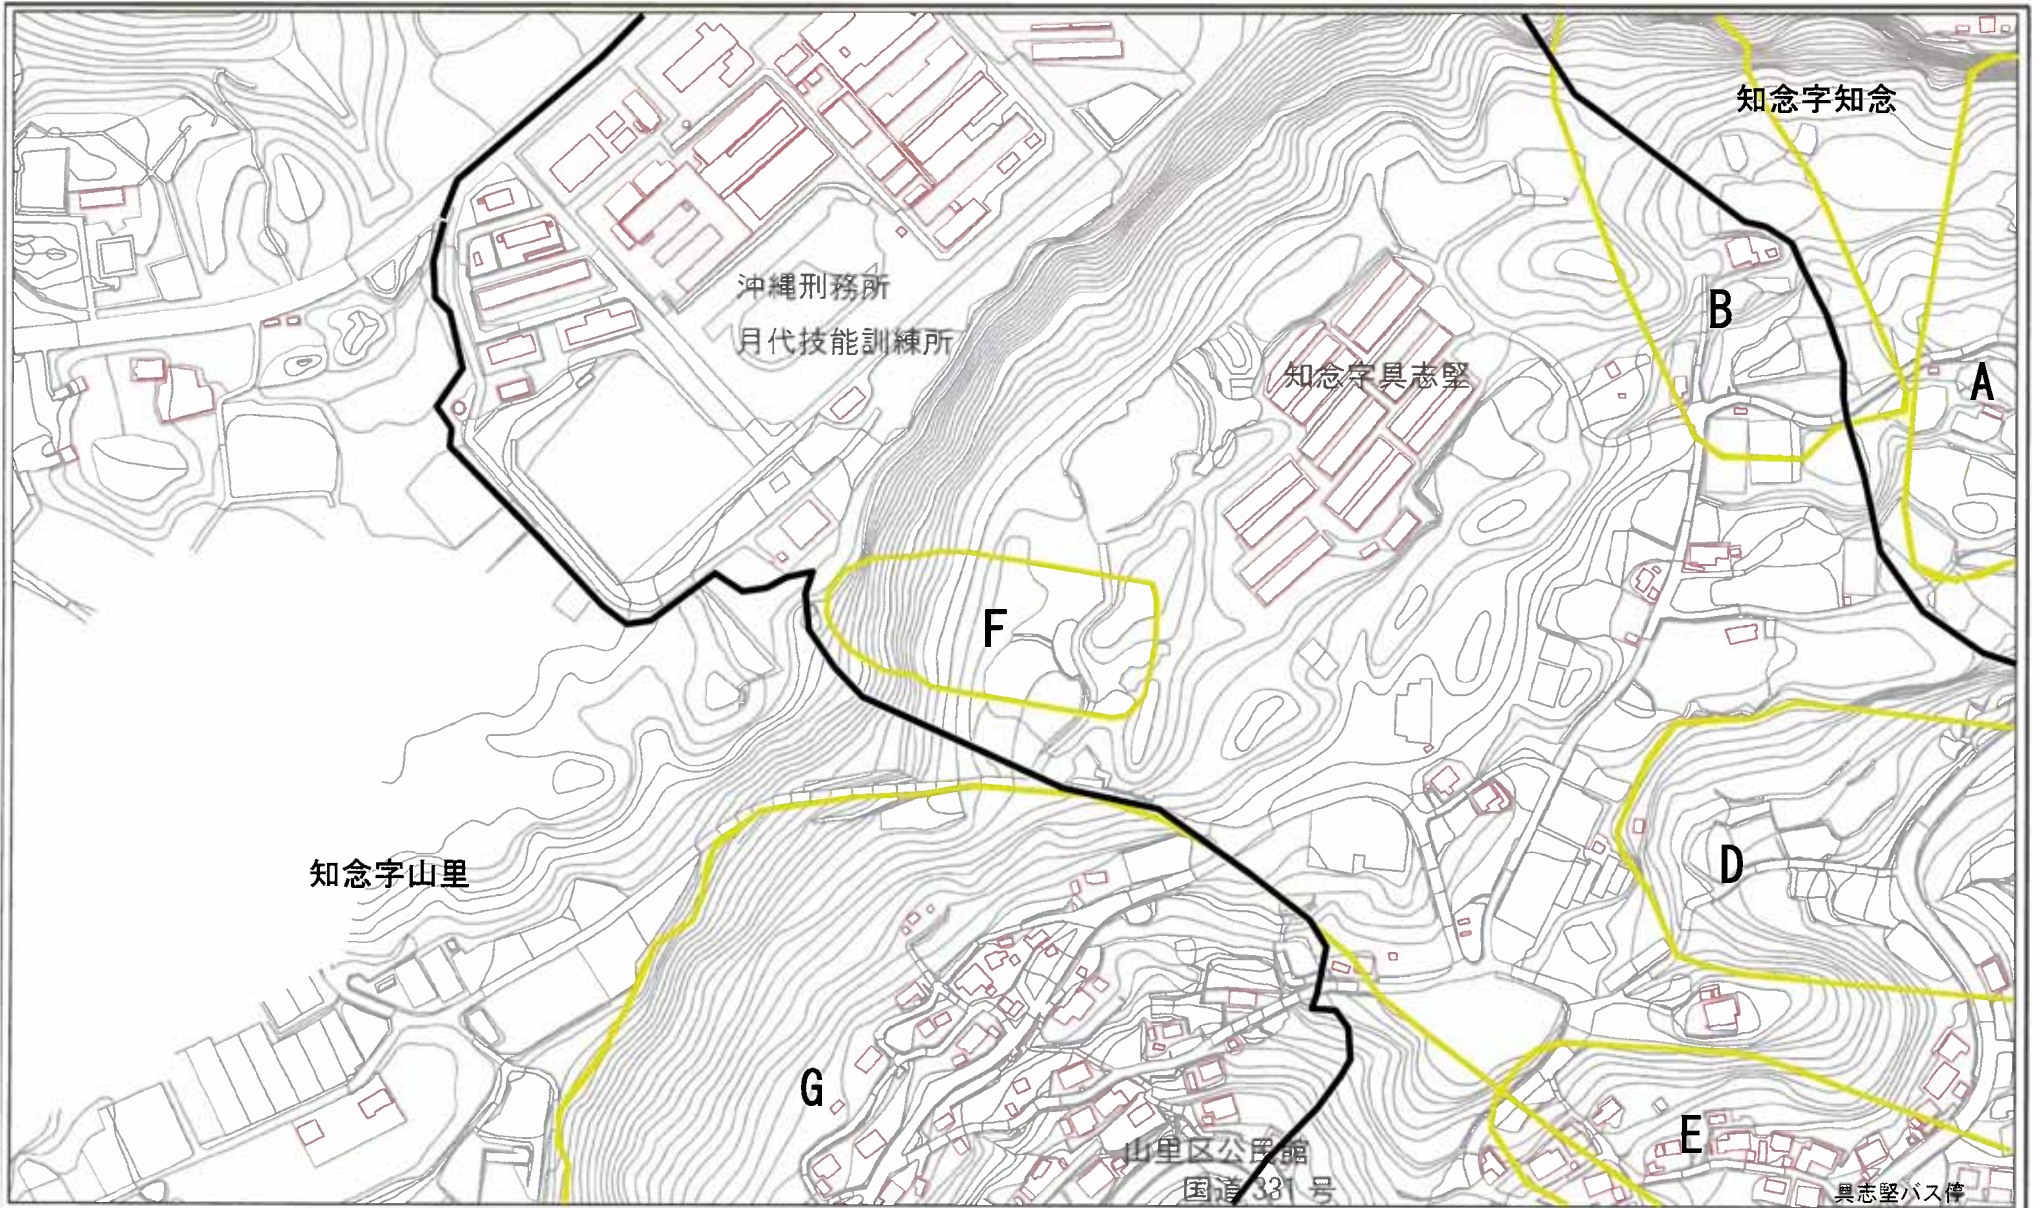 知念字知念
沖縄刑務所
月代技能訓練所
B
知念字具志堅
A
F
知念字山里
D
G
山里区公民館
E
国道331号
具志堅バス停